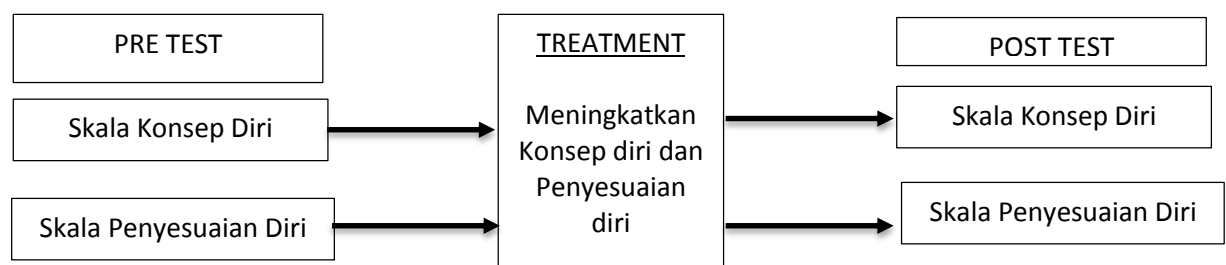 PRE TEST
Skala Konsep Diri
Skala Penyesuaian Diri
TREATMENT
Meningkatkan
Konsep diri dan
Penyesuaian
diri
POST TEST
Skala Konsep Diri
Skala Penyesuaian Diri